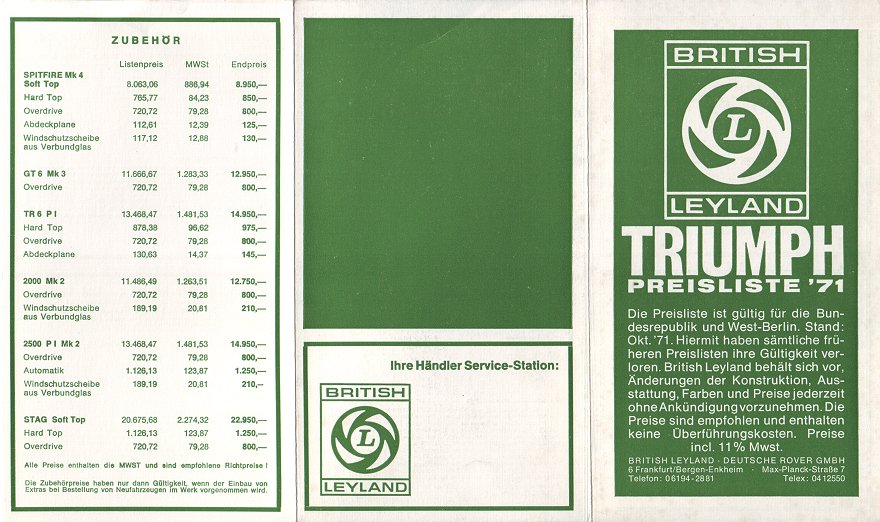 ZUBEHÖR
Listenpreis MWSt Endpreis
SPITFIRE Mk 4
Soft Top 8.063,06 886,94 8.950,—
Hard Top 765,77 84,23 850,—
Overdrive 720,72 79,28 800,—
Abdeckplane 112,61 12,39 125,—
Windschutzscheibe 117,12 12,88 130,—
aus Verbundglas
GT 6 Mk 3 11.666,67 1.283,33 12.950,—
Overdrive 720,72 79,28 800,—
TR 6 P I 13.468,47 1.481,53 14.950,—
Hard Top 878,38 96,62 975,—
Overdrive 720,72 79,28 800,—
Abdeckplane 130,63 14,37 145,—
2000 Mk 2 11.486,49 1.263,51 12.750,—
Overdrive 720,72 79,28 800,—
Windschutzscheibe 189,19 20,81 210,—
aus Verbundglas
2500 P I Mk 2 13.468,47 1.481,53 14.950,—
Overdrive 720,72 79,28 800,—
Automatik 1.126,13 123,87 1.250,—
Windschutzscheibe 189,19 20,81 210,–
aus Verbundglas
STAG Soft Top 20.675,68 2.274,32 22.950,—
Hard Top 1.126,13 123,87 1.250,—
Overdrive 720,72 79,28 800,—
Alle Preise enthalten die MWST und sind empfohlene Richtpreise !
Die Zubehörpreise haben nur dann Gültigkeit, wenn der Einbau von
Extras bei Bestellung von Neufahrzeugen im Werk vorgenommen wird.
Ihre Händler Service-Station:
BRITISH
L
LEYLAND
BRITISH
L
LEYLAND
TRIUMPH
PREISLISTE '71
Die Preisliste ist gültig für die Bun-
desrepublik und West-Berlin. Stand:
Okt. '71. Hiermit haben sämtliche frü-
heren Preislisten ihre Gültigkeit ver-
loren. British Leyland behält sich vor,
Änderungen der Konstruktion, Aus-
stattung, Farben und Preise jederzeit
ohne Ankündigung vorzunehmen. Die
Preise sind empfohlen und enthalten
keine Überführungskosten. Preise
incl. 11% Mwst.
BRITISH LEYLAND · DEUTSCHE ROVER GMBH
6 Frankfurt/Bergen-Enkheim · Max-Planck-Straße 7
Telefon: 06194-2881 Telex: 0412550